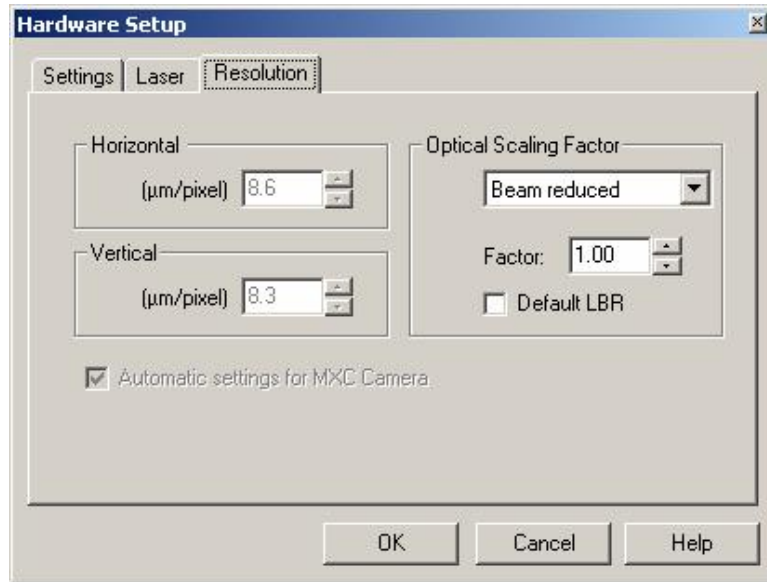 Hardware Setup
Settings Laser Resolution
Horizontal
(µm/pixel) 8.6
Vertical
(µm/pixel) 8.3
Automatic settings for MXC Camera
Optical Scaling Factor
Beam reduced
Factor: 1.00
Default LBR
OK Cancel Help